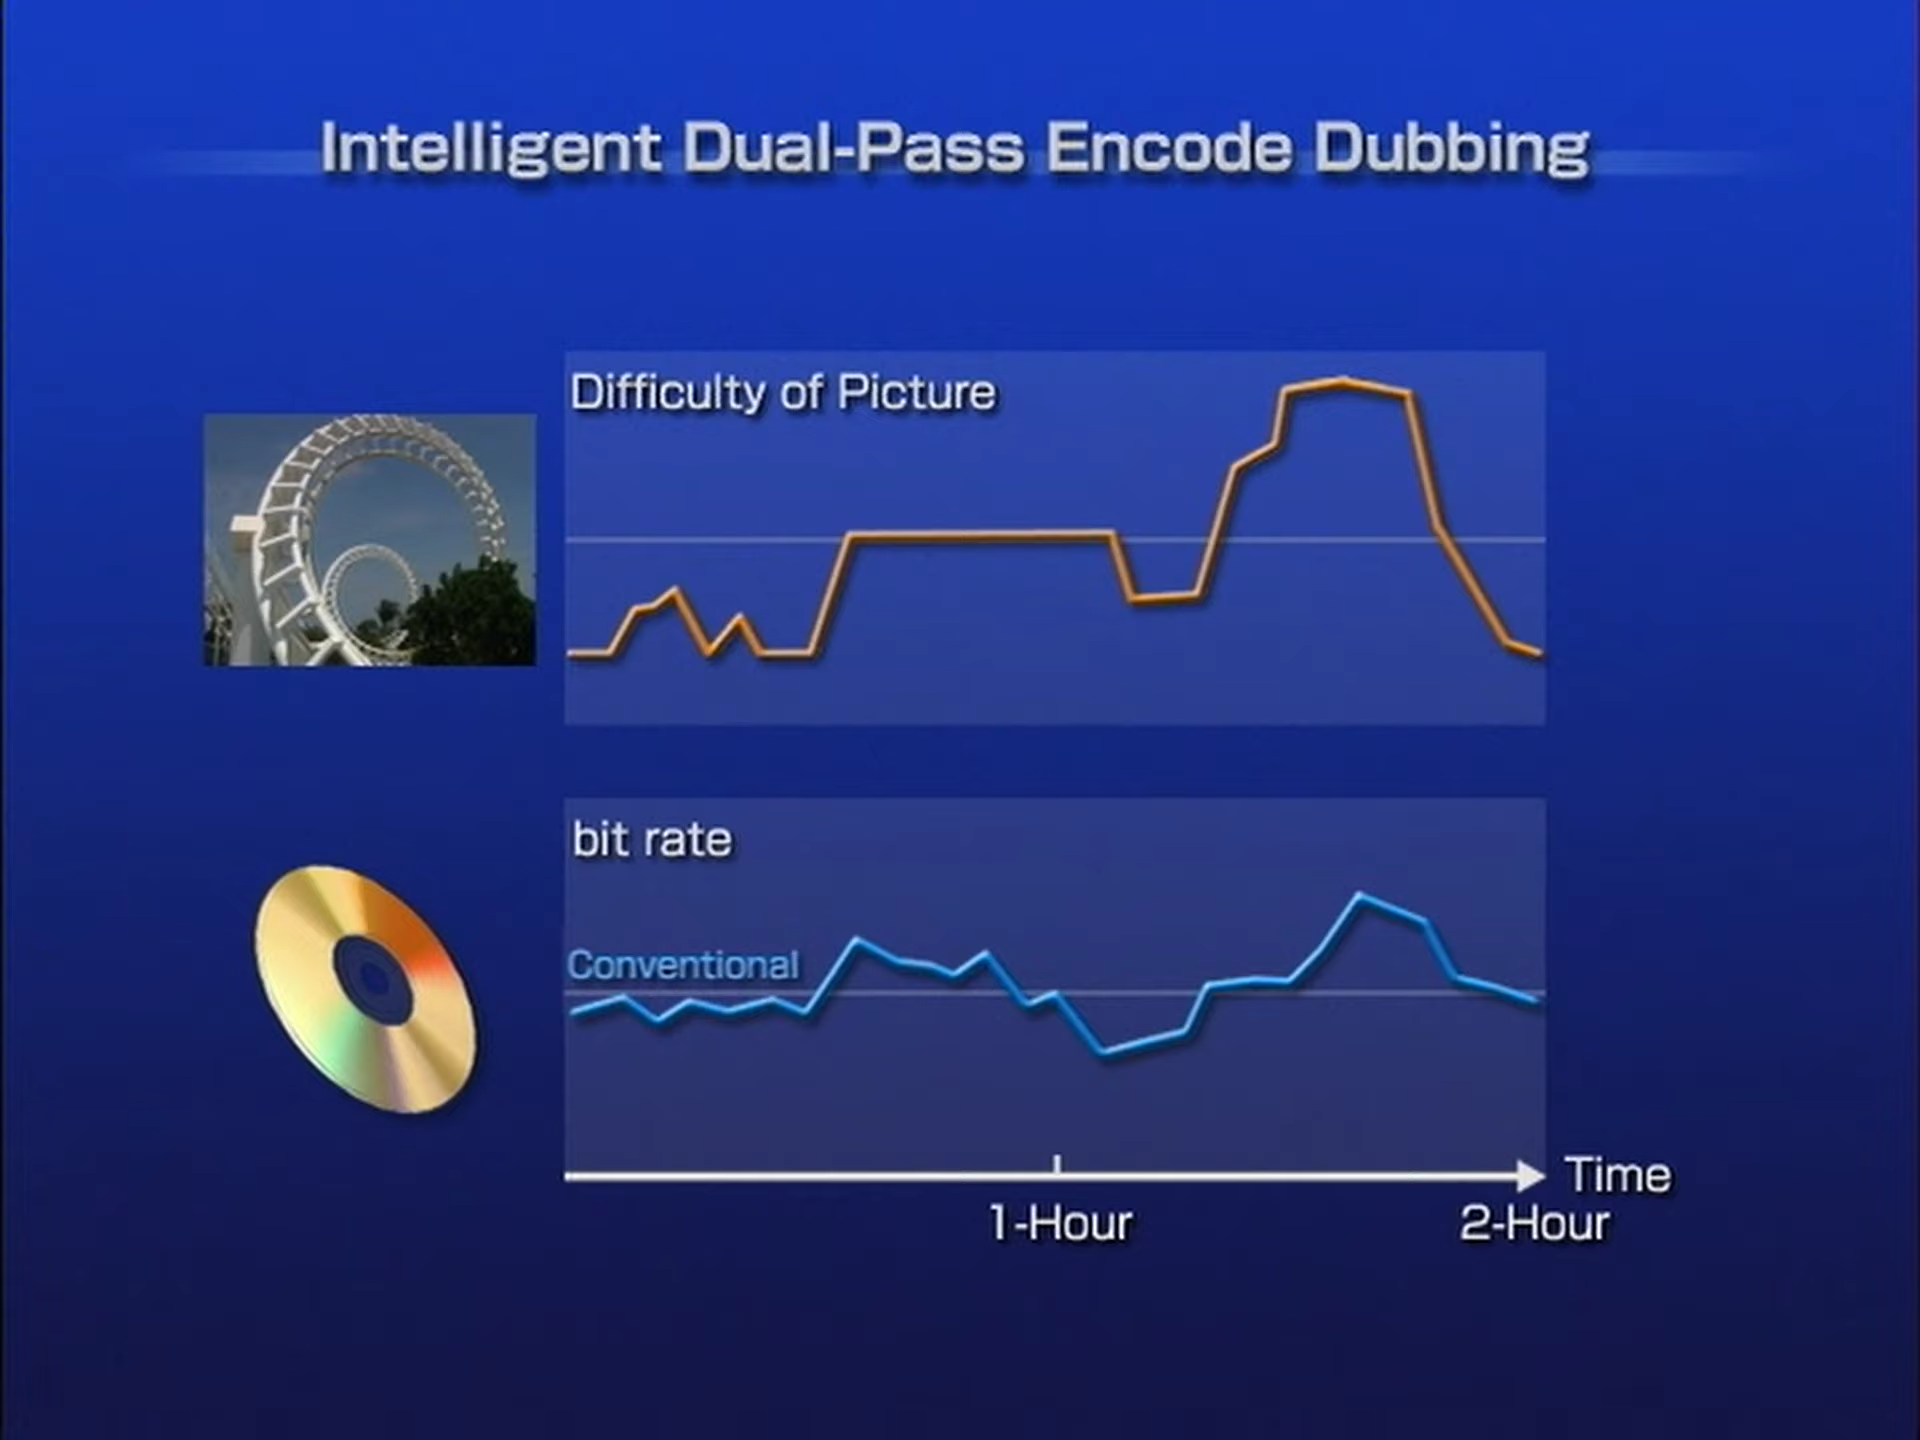 Intelligent Dual-Pass Encode Dubbing
Difficulty of Picture
bit rate
Conventional
Time
1-Hour
2-Hour